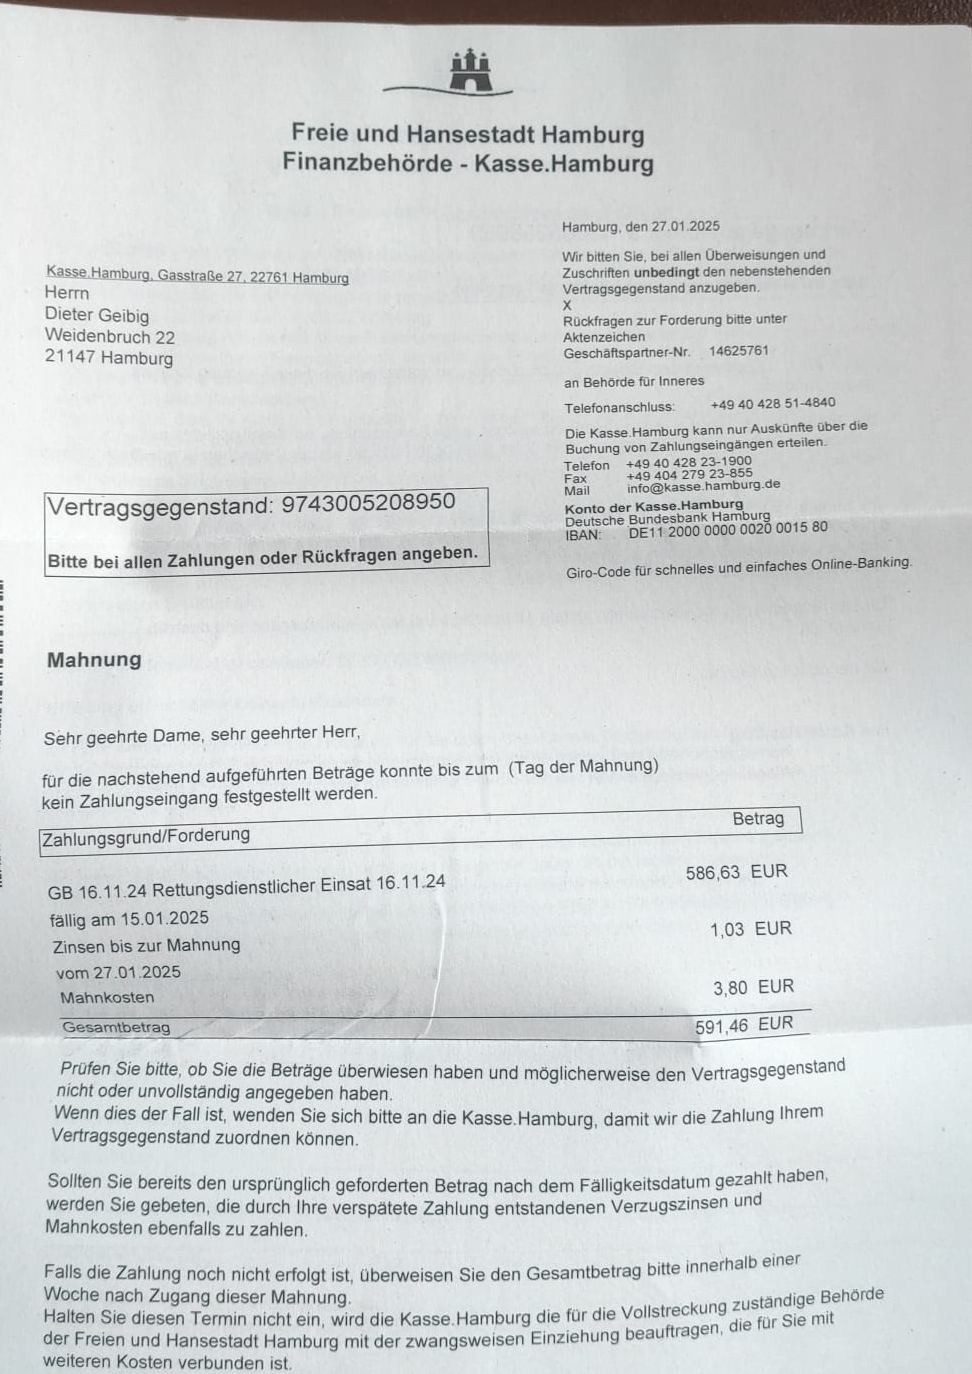 Freie und Hansestadt Hamburg
Finanzbehörde - Kasse.Hamburg
Hamburg, den 27.01.2025
Wir bitten Sie, bei allen Überweisungen und
Zuschriften unbedingt den nebenstehenden
Vertragsgegenstand anzugeben.
X
Rückfragen zur Forderung bitte unter
Aktenzeichen
Geschäftspartner-Nr. 14625761
an Behörde für Inneres
Telefonanschluss: +49 40 428 51-4840
Die Kasse.Hamburg kann nur Auskünfte über die
Buchung von Zahlungseingängen erteilen.
Telefon +49 40 428 23-1900
Fax +49 404 279 23-855
Mail info@kasse.hamburg.de
Konto der Kasse.Hamburg
Deutsche Bundesbank Hamburg
IBAN: DE11 2000 0000 0020 0015 80
Giro-Code für schnelles und einfaches Online-Banking.
Kasse.Hamburg, Gasstraße 27, 22761 Hamburg
Herrn
Dieter Geibig
Weidenbruch 22
21147 Hamburg
Vertragsgegenstand: 9743005208950
Bitte bei allen Zahlungen oder Rückfragen angeben.
Mahnung
Sehr geehrte Dame, sehr geehrter Herr,
für die nachstehend aufgeführten Beträge konnte bis zum (Tag der Mahnung)
kein Zahlungseingang festgestellt werden.
Zahlungsgrund/Forderung Betrag
GB 16.11.24 Rettungsdienstlicher Einsat 16.11.24 586,63 EUR
fällig am 15.01.2025
Zinsen bis zur Mahnung 1,03 EUR
vom 27.01.2025
Mahnkosten 3,80 EUR
Gesamtbetrag 591,46 EUR
Prüfen Sie bitte, ob Sie die Beträge überwiesen haben und möglicherweise den Vertragsgegenstand
nicht oder unvollständig angegeben haben.
Wenn dies der Fall ist, wenden Sie sich bitte an die Kasse.Hamburg, damit wir die Zahlung Ihrem
Vertragsgegenstand zuordnen können.
Sollten Sie bereits den ursprünglich geforderten Betrag nach dem Fälligkeitsdatum gezahlt haben,
werden Sie gebeten, die durch Ihre verspätete Zahlung entstandenen Verzugszinsen und
Mahnkosten ebenfalls zu zahlen.
Falls die Zahlung noch nicht erfolgt ist, überweisen Sie den Gesamtbetrag bitte innerhalb einer
Woche nach Zugang dieser Mahnung.
Halten Sie diesen Termin nicht ein, wird die Kasse.Hamburg die für die Vollstreckung zuständige Behörde
der Freien und Hansestadt Hamburg mit der zwangsweisen Einziehung beauftragen, die für Sie mit
weiteren Kosten verbunden ist.